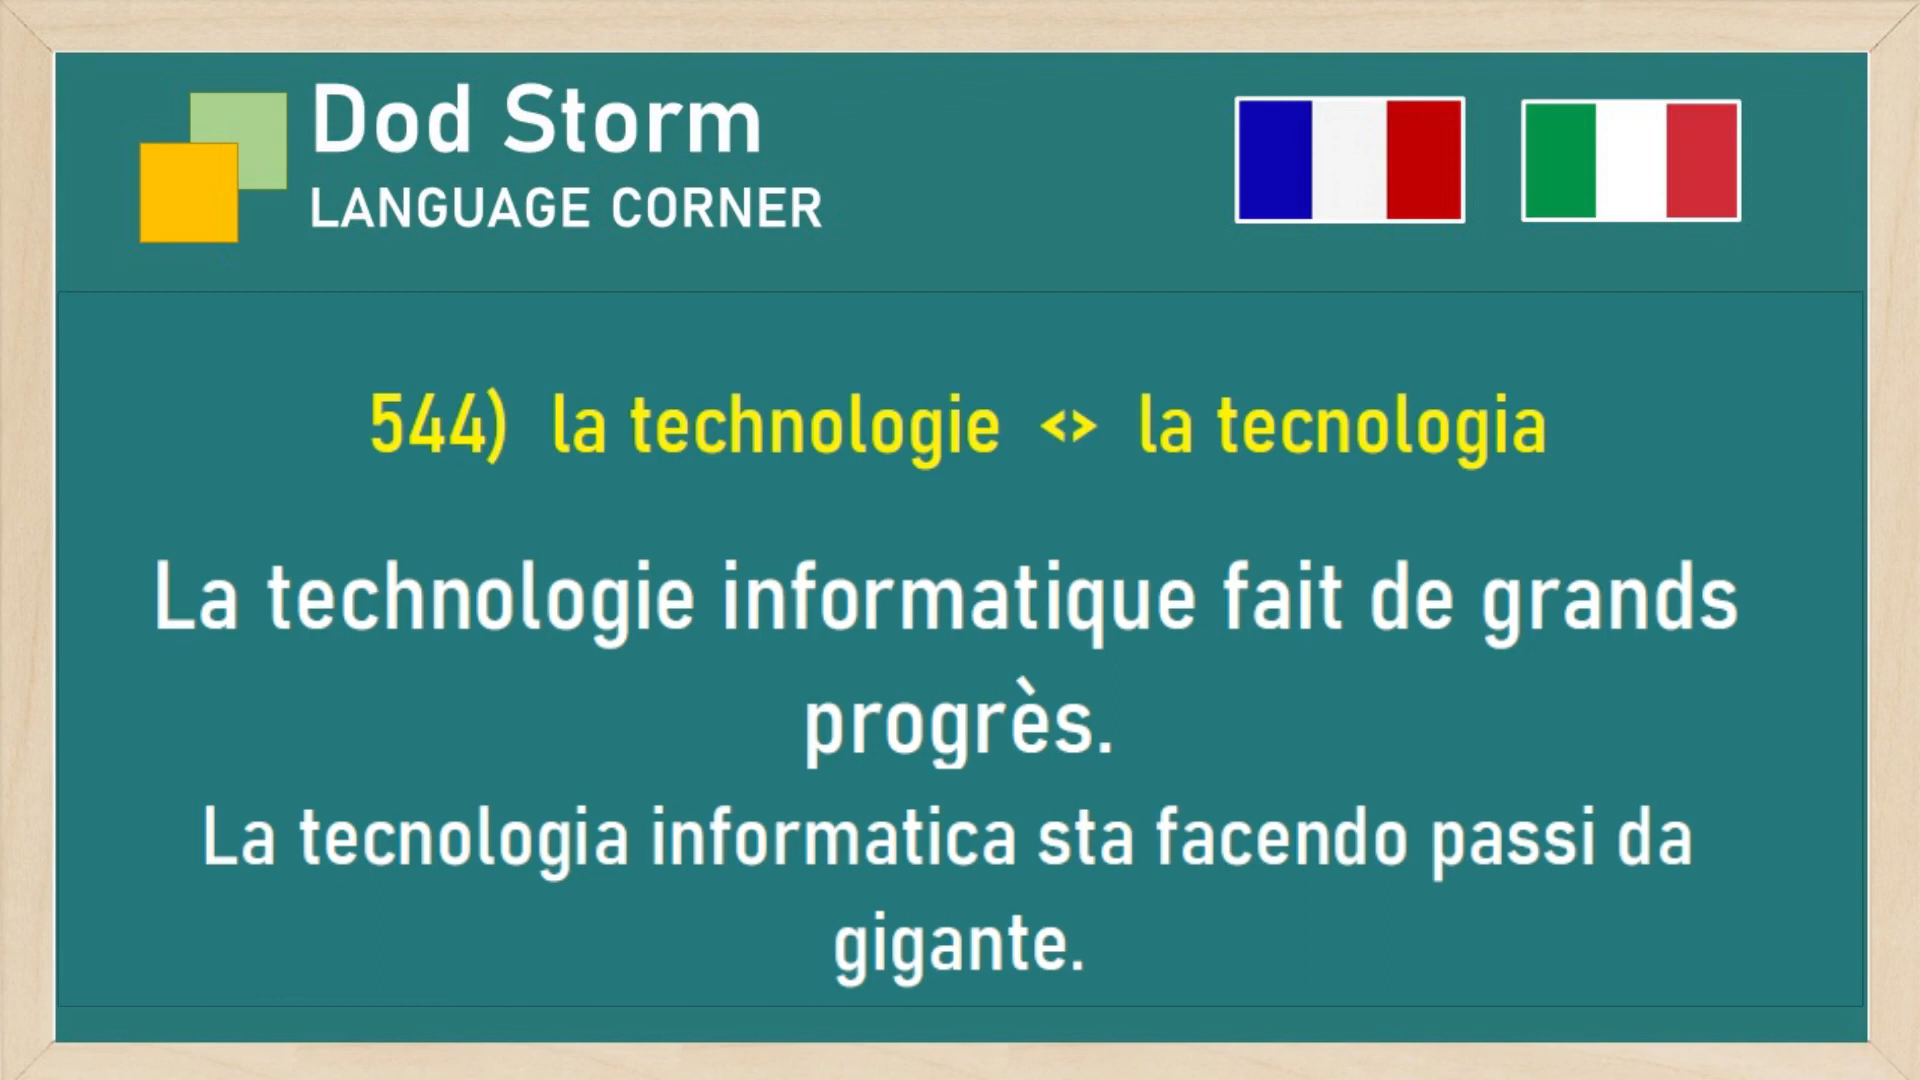 Dod Storm
LANGUAGE CORNER
544) la technologie <> la tecnologia
La technologie informatique fait de grands
progrès.
La tecnologia informatica sta facendo passi da
gigante.